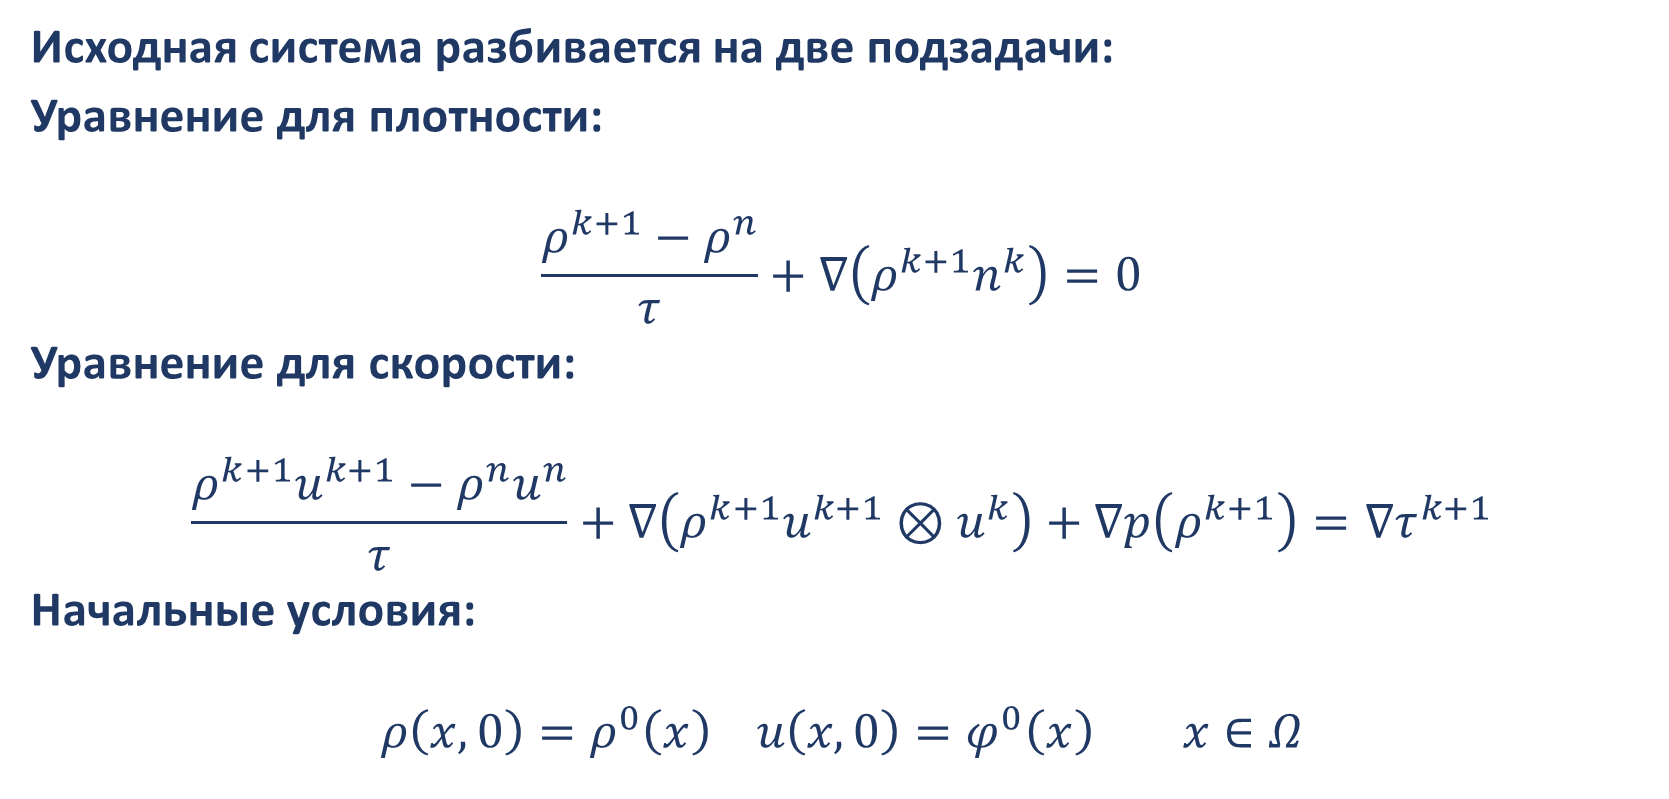 Исходная система разбивается на две подзадачи:
Уравнение для плотности:
(ρ^{k+1} − ρ^n)/τ + ∇(ρ^{k+1}n^k) = 0
Уравнение для скорости:
(ρ^{k+1}u^{k+1} − ρ^n u^n)/τ + ∇(ρ^{k+1}u^{k+1} ⊗ u^k) + ∇p(ρ^{k+1}) = ∇τ^{k+1}
Начальные условия:
ρ(x, 0) = ρ^0(x) u(x, 0) = φ^0(x) x ∈ Ω